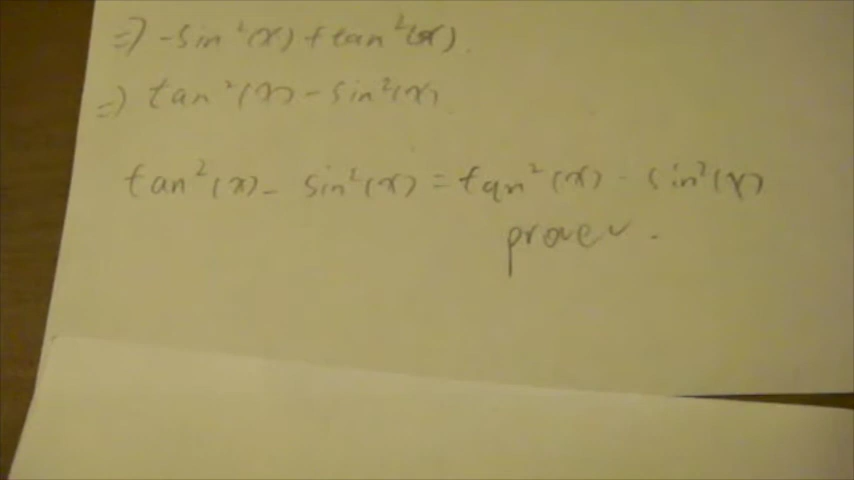 => -sin²(x) + tan²(x).
=> tan²(x) - sin²(x).
tan²(x) - sin²(x) = tan²(x) - sin²(x)
prove ✓.